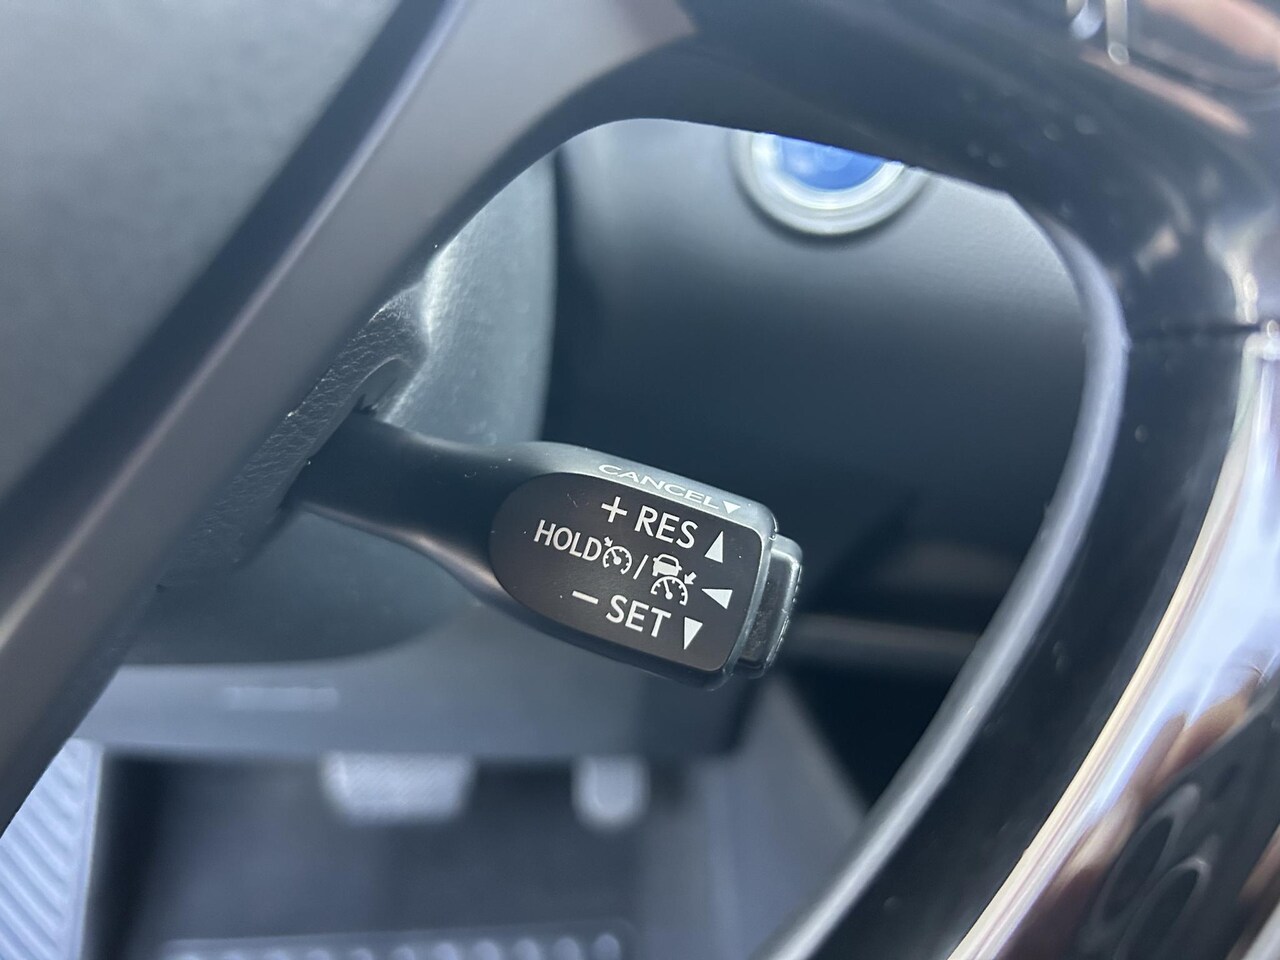 CANCEL▼
+ RES ▲
HOLD / ◀
− SET ▼